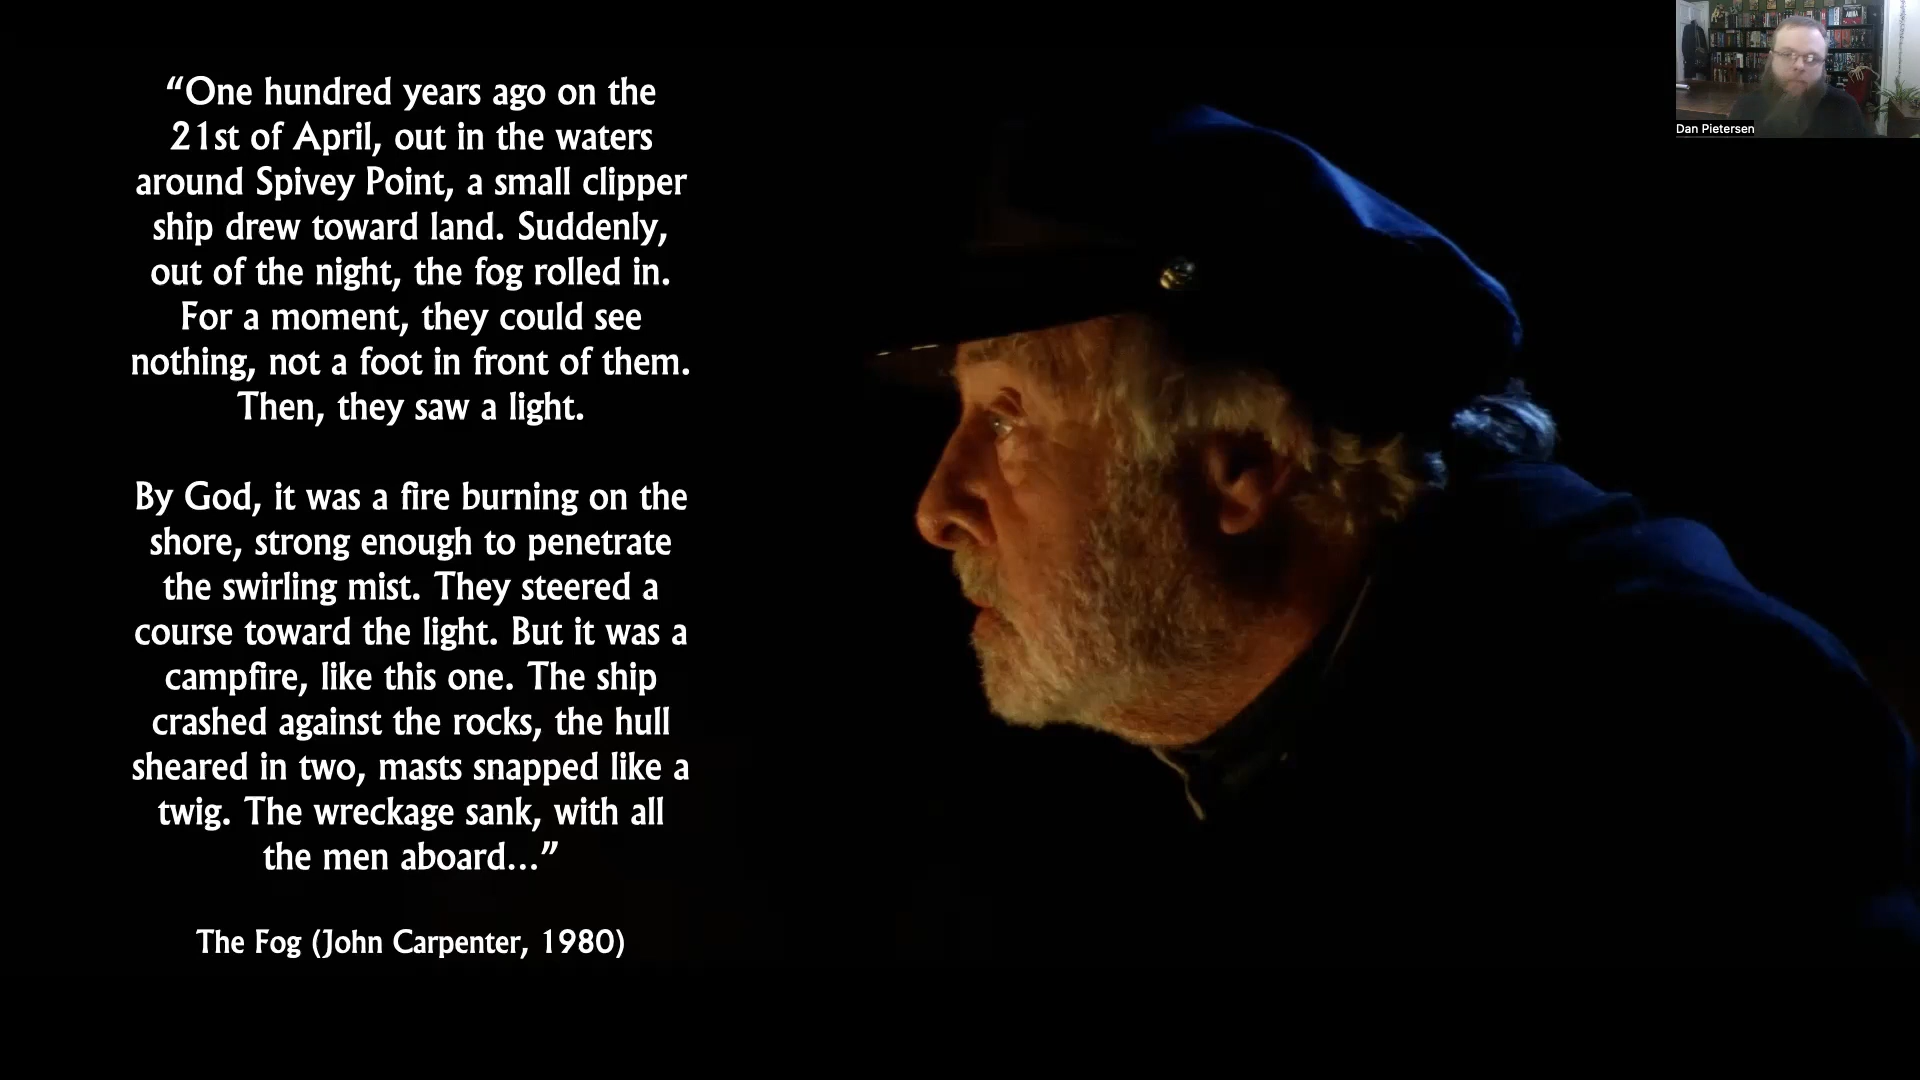 “One hundred years ago on the
21st of April, out in the waters
around Spivey Point, a small clipper
ship drew toward land. Suddenly,
out of the night, the fog rolled in.
For a moment, they could see
nothing, not a foot in front of them.
Then, they saw a light.
By God, it was a fire burning on the
shore, strong enough to penetrate
the swirling mist. They steered a
course toward the light. But it was a
campfire, like this one. The ship
crashed against the rocks, the hull
sheared in two, masts snapped like a
twig. The wreckage sank, with all
the men aboard...”
The Fog (John Carpenter, 1980)
Dan Pietersen